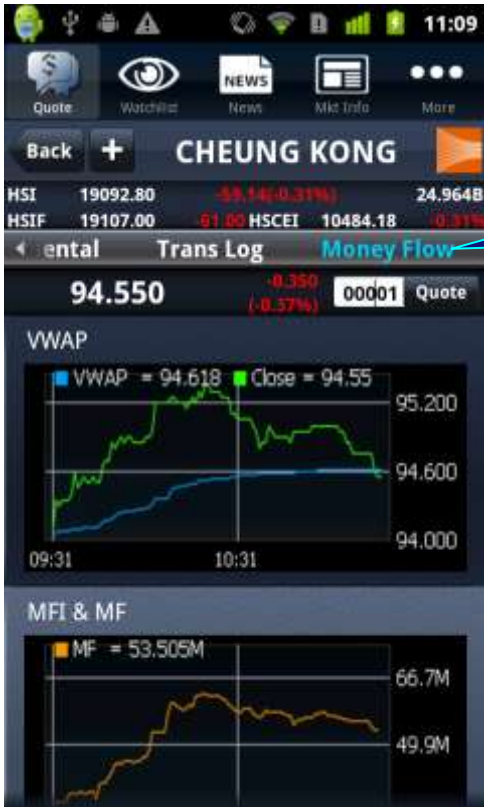 11:09
Quote Watchlist News Mkt Info More
NEWS
Back + CHEUNG KONG
HSI 19092.80 -59.14(-0.31%) 24.964B
HSIF 19107.00 -61.00 HSCEI 10484.18 -0.31%
ental Trans Log Money Flow
94.550 -0.350 00001 Quote
(-0.37%)
VWAP
VWAP = 94.618 Close = 94.55
95.200
94.600
94.000
09:31 10:31
MFI & MF
MF = 53.505M
66.7M
49.9M